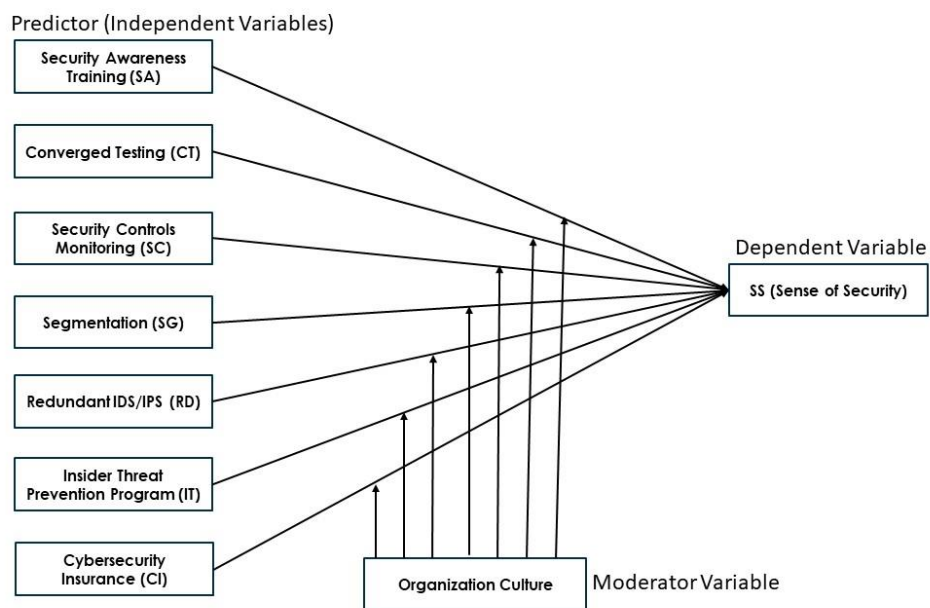 Predictor (Independent Variables)
Security Awareness
Training (SA)
Converged Testing (CT)
Security Controls
Monitoring (SC)
Segmentation (SG)
Redundant IDS/IPS (RD)
Insider Threat
Prevention Program (IT)
Cybersecurity
Insurance (CI)
Dependent Variable
SS (Sense of Security)
Organization Culture
Moderator Variable